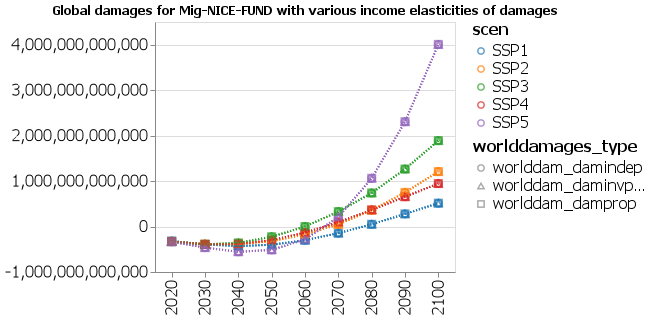 Global damages for Mig-NICE-FUND with various income elasticities of damages
4,000,000,000,000
3,000,000,000,000
2,000,000,000,000
1,000,000,000,000
0
-1,000,000,000,000
2020
2030
2040
2050
2060
2070
2080
2090
2100
scen
SSP1
SSP2
SSP3
SSP4
SSP5
worlddamages_type
worlddam_damindep
worlddam_daminvp...
worlddam_damprop